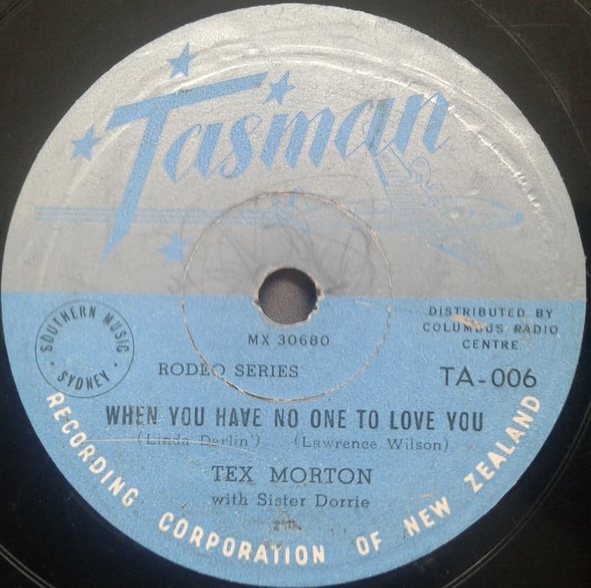 Tasman
MX 30680
SOUTHERN MUSIC
· SYDNEY ·
DISTRIBUTED BY
COLUMBUS RADIO
CENTRE
RODEO SERIES
TA-006
WHEN YOU HAVE NO ONE TO LOVE YOU
(Linda Darlin') (Lawrence Wilson)
TEX MORTON
with Sister Dorrie
RECORDING CORPORATION OF NEW ZEALAND